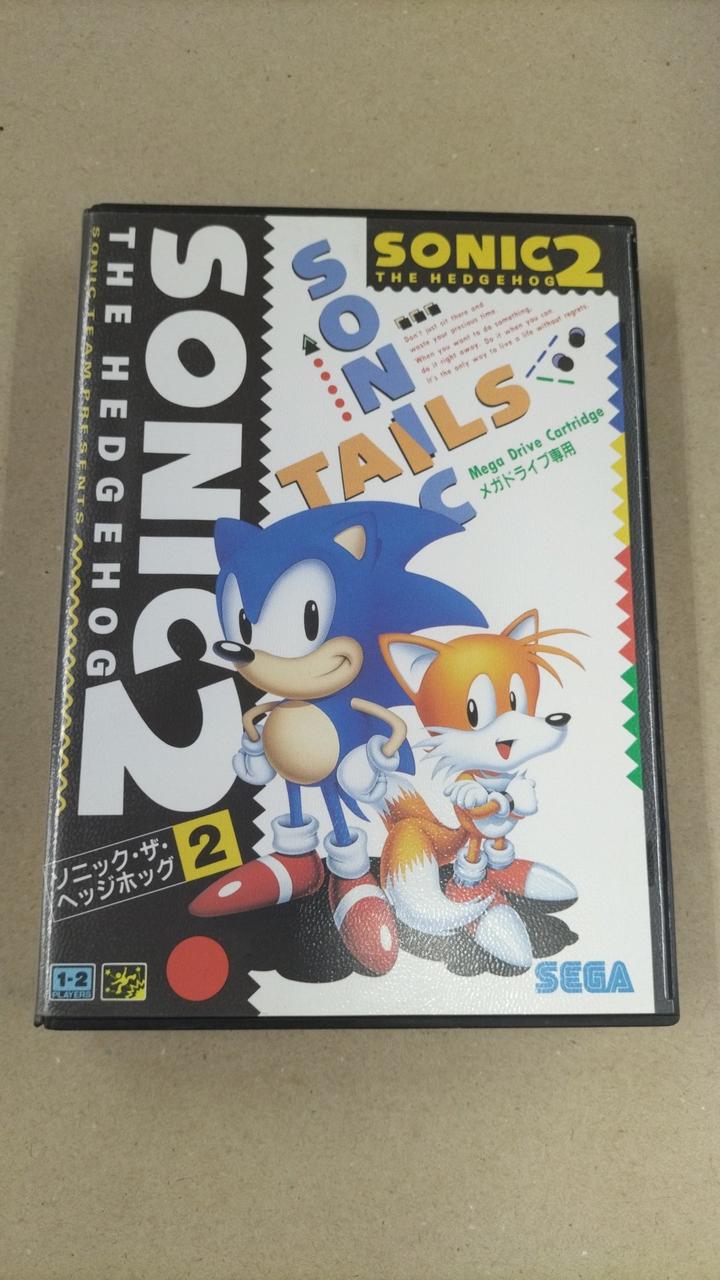 SONIC TEAM PRESENTS
THE HEDGEHOG
SONIC 2
SONIC 2
THE HEDGEHOG
SONIC
TAILS
Don't just sit there and
waste your precious time.
When you want to do something,
do it right away. Do it when you can.
It's the only way to live a life without regrets.
Mega Drive Cartridge
メガドライブ専用
ソニック・ザ・
ヘッジホッグ 2
1-2
PLAYERS
SEGA